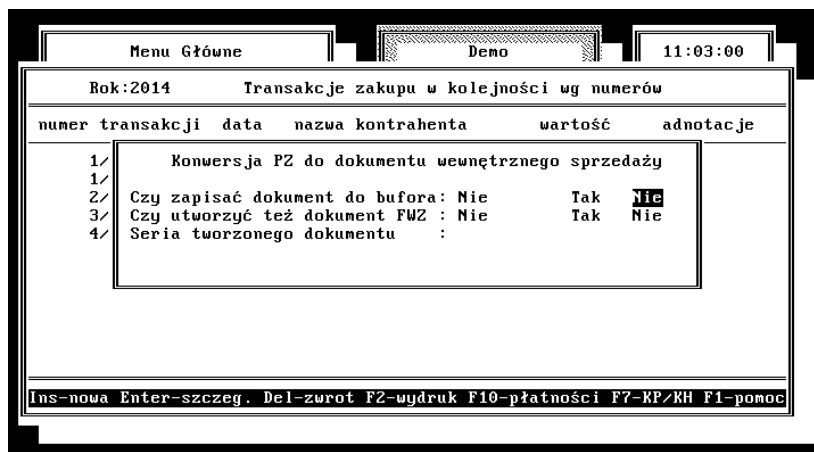 Menu Główne Demo 11:03:00
Rok:2014 Transakcje zakupu w kolejności wg numerów
numer transakcji data nazwa kontrahenta wartość adnotacje
1/ Konwersja PZ do dokumentu wewnętrznego sprzedaży
1/
2/ Czy zapisać dokument do bufora: Nie Tak Nie
3/ Czy utworzyć też dokument FWZ : Nie Tak Nie
4/ Seria tworzonego dokumentu :
Ins-nowa Enter-szczeg. Del-zwrot F2-wydruk F10-płatności F7-KP/KH F1-pomoc